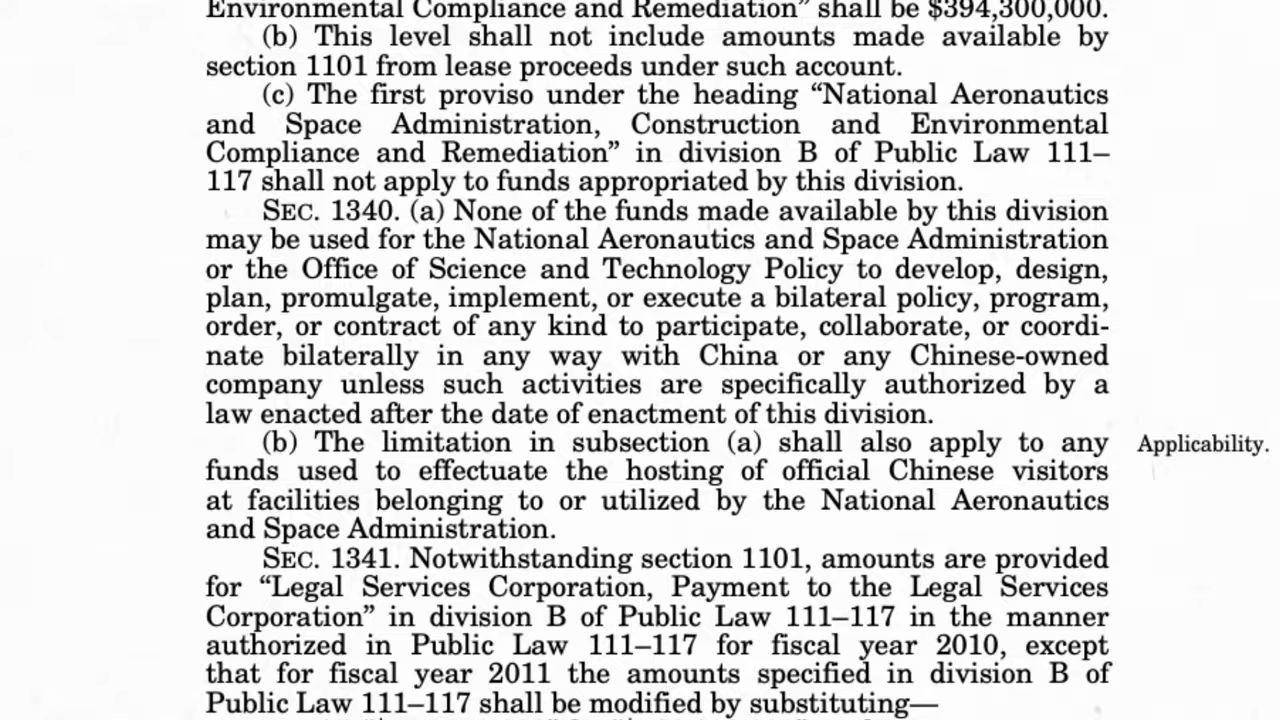 Environmental Compliance and Remediation” shall be $394,300,000.
(b) This level shall not include amounts made available by
section 1101 from lease proceeds under such account.
(c) The first proviso under the heading “National Aeronautics
and Space Administration, Construction and Environmental
Compliance and Remediation” in division B of Public Law 111–
117 shall not apply to funds appropriated by this division.
SEC. 1340. (a) None of the funds made available by this division
may be used for the National Aeronautics and Space Administration
or the Office of Science and Technology Policy to develop, design,
plan, promulgate, implement, or execute a bilateral policy, program,
order, or contract of any kind to participate, collaborate, or coordi-
nate bilaterally in any way with China or any Chinese-owned
company unless such activities are specifically authorized by a
law enacted after the date of enactment of this division.
(b) The limitation in subsection (a) shall also apply to any
Applicability.
funds used to effectuate the hosting of official Chinese visitors
at facilities belonging to or utilized by the National Aeronautics
and Space Administration.
SEC. 1341. Notwithstanding section 1101, amounts are provided
for “Legal Services Corporation, Payment to the Legal Services
Corporation” in division B of Public Law 111–117 in the manner
authorized in Public Law 111–117 for fiscal year 2010, except
that for fiscal year 2011 the amounts specified in division B of
Public Law 111–117 shall be modified by substituting—